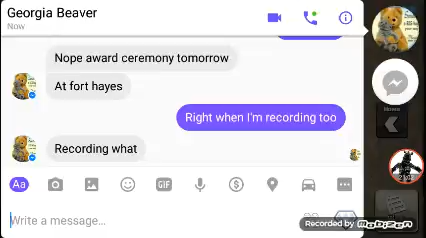 Georgia Beaver
Now
Nope award ceremony tomorrow
At fort hayes
Right when I'm recording too
Recording what
Aa
GIF
$
Write a message...
Recorded by Mobizen